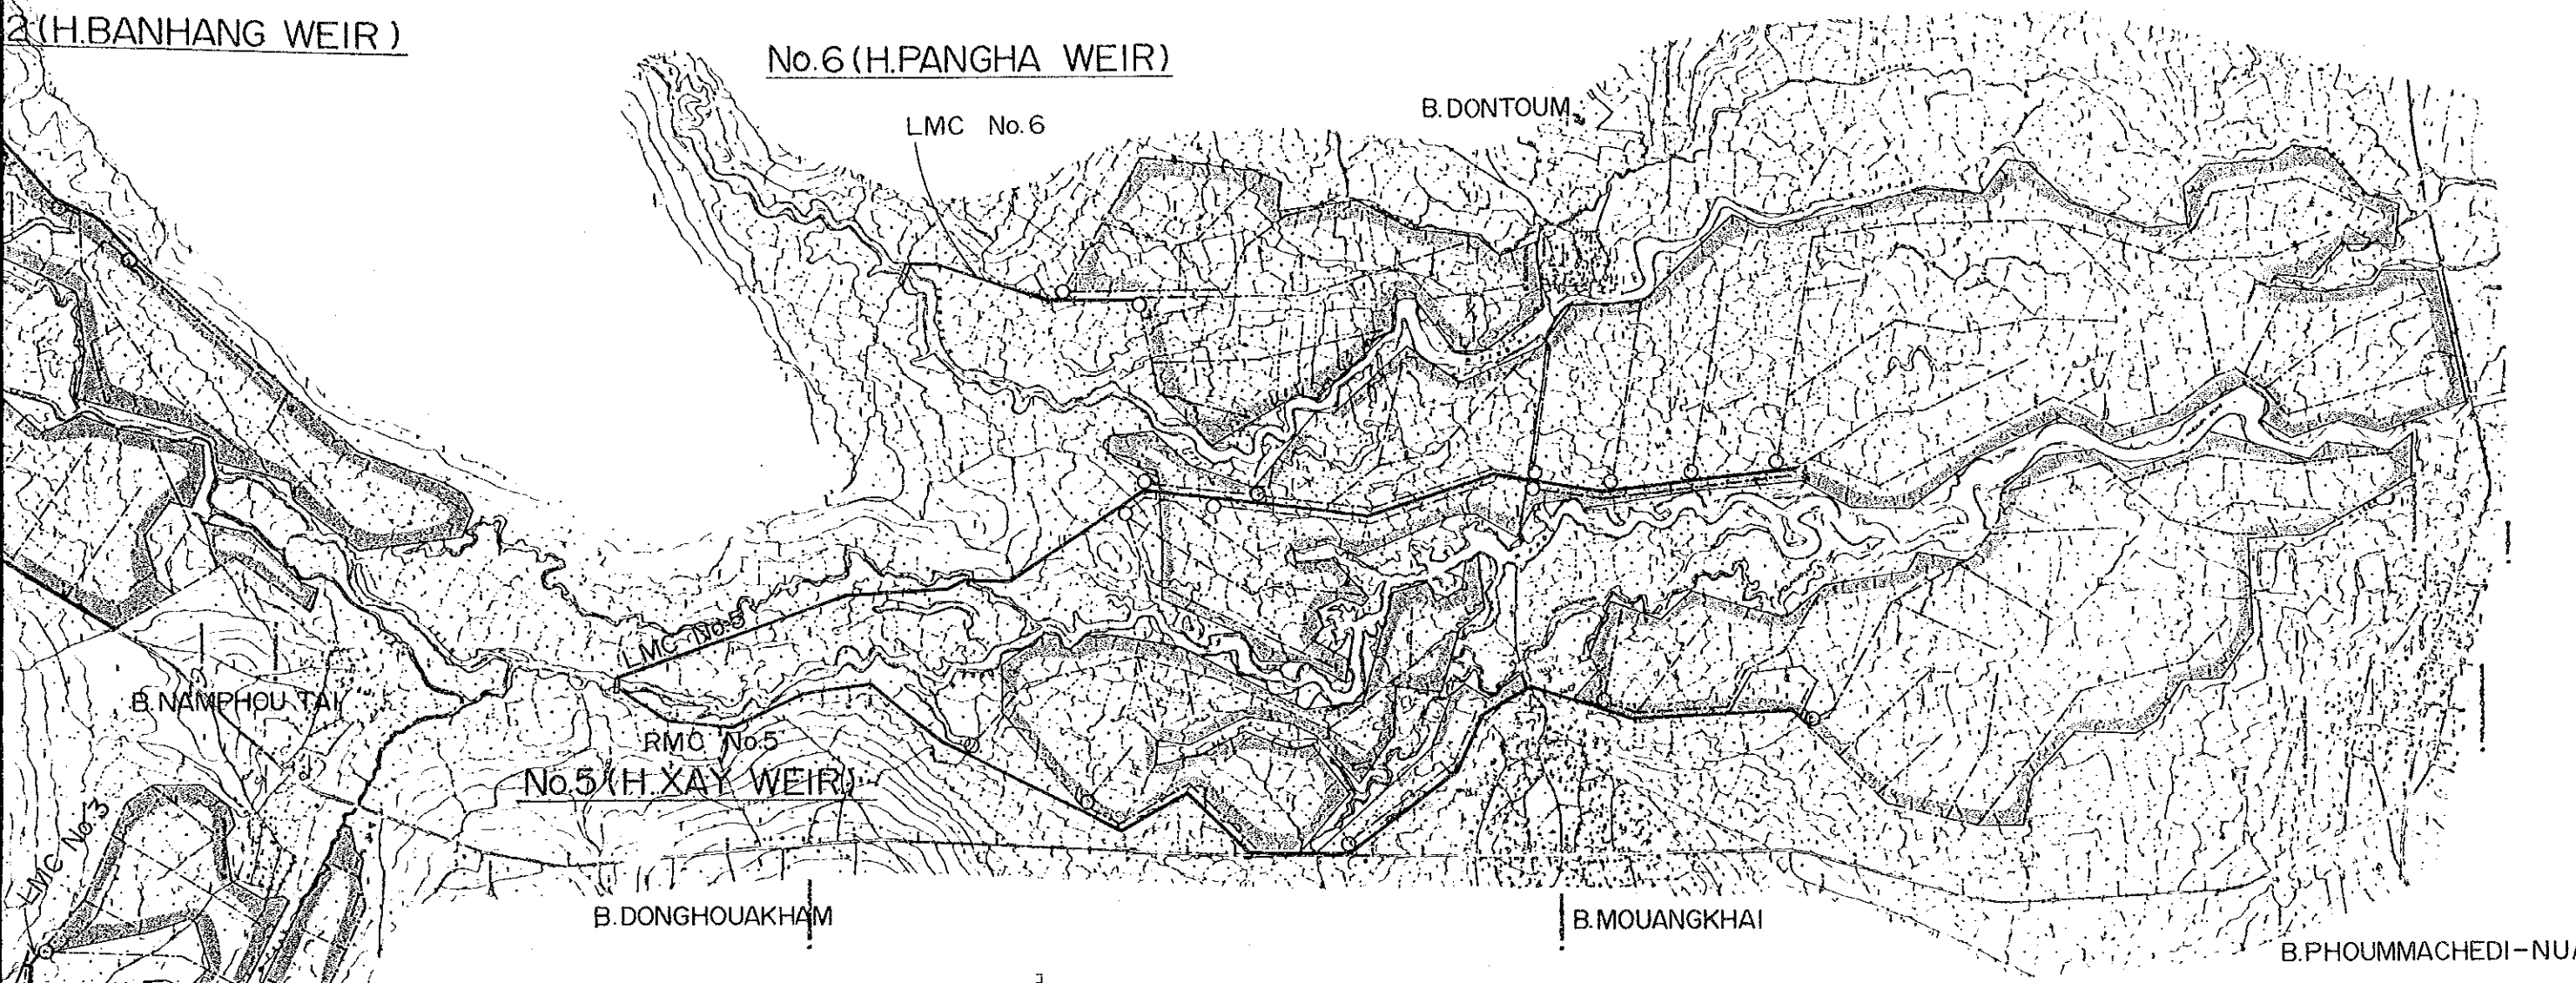 2(H.BANHANG WEIR)
No.6(H.PANGHA WEIR)
LMC No.6
B.DONTOUM
LMC No.5
B.NAMPHOU TAI
RMC No.5
No.5(H.XAY WEIR)
LMC No.3
B.DONGHOUAKHAM
B.MOUANGKHAI
B.PHOUMMACHEDI-NUA